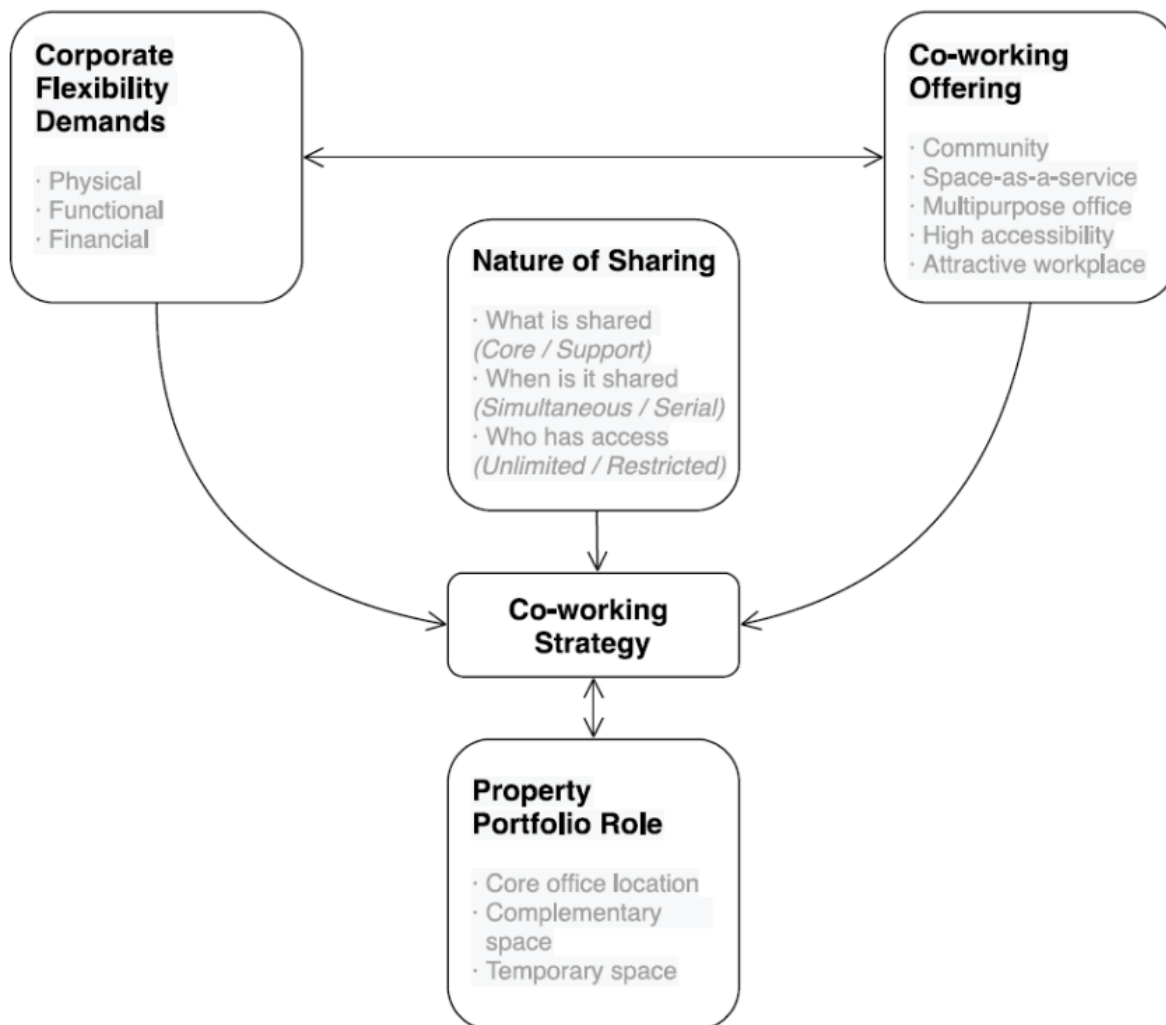 Corporate
Flexibility
Demands
· Physical
· Functional
· Financial
Co-working
Offering
· Community
· Space-as-a-service
· Multipurpose office
· High accessibility
· Attractive workplace
Nature of Sharing
· What is shared
(Core / Support)
· When is it shared
(Simultaneous / Serial)
· Who has access
(Unlimited / Restricted)
Co-working
Strategy
Property
Portfolio Role
· Core office location
· Complementary
space
· Temporary space